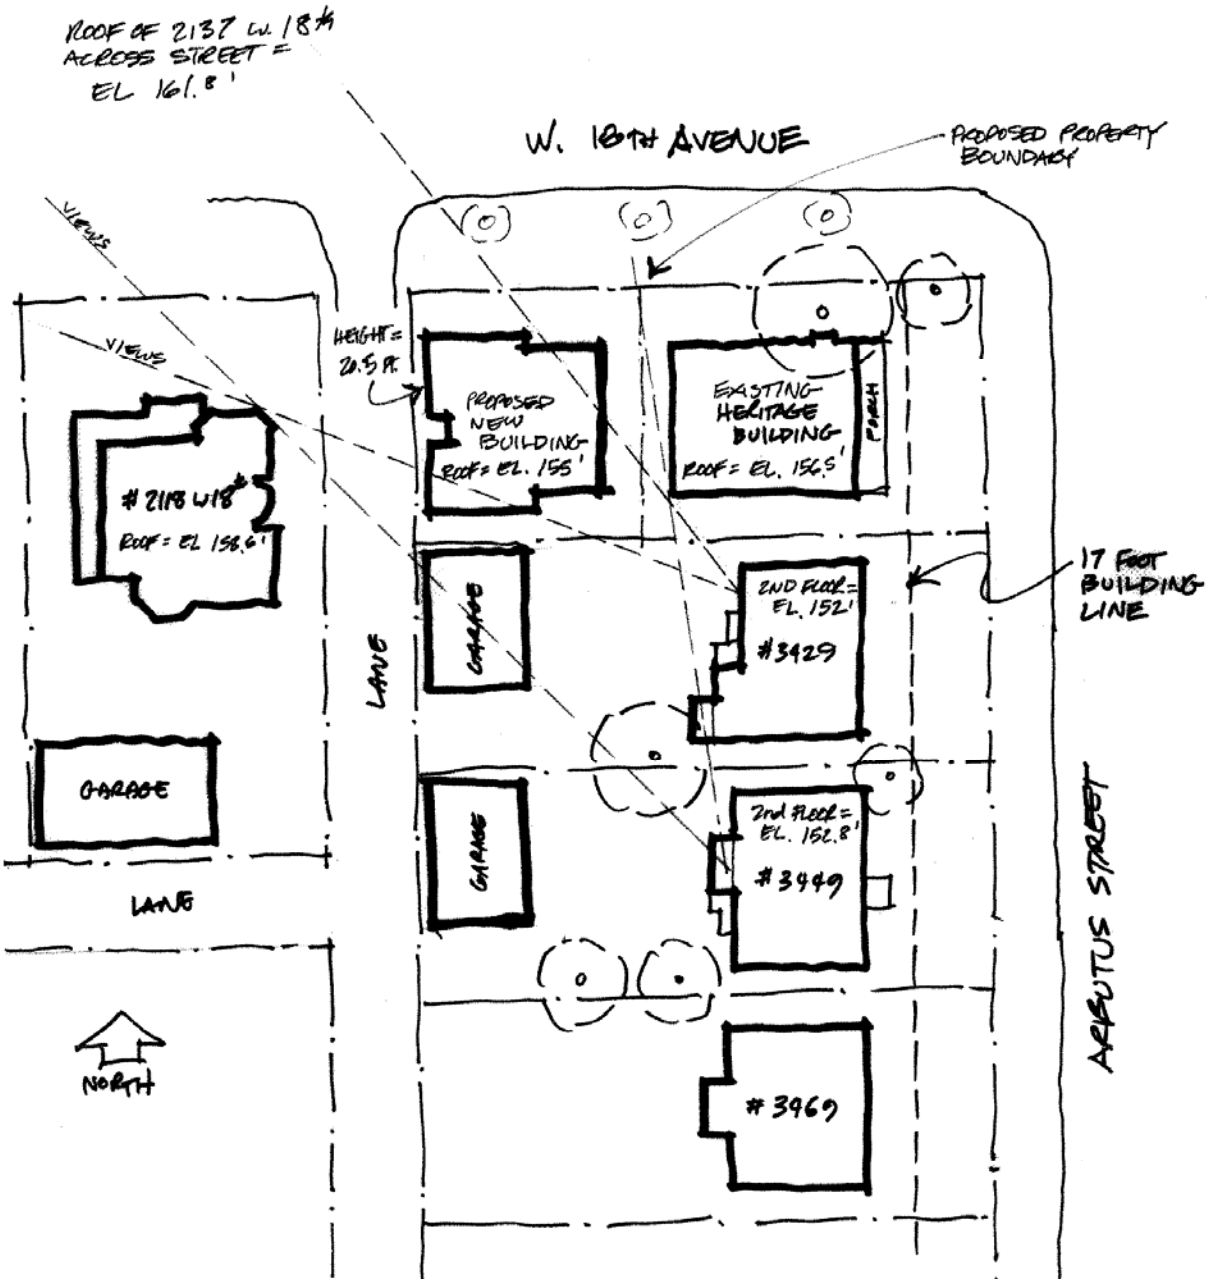 ROOF OF 2137 W. 18th
ACROSS STREET =
EL 161.8'
W. 18TH AVENUE
PROPOSED PROPERTY
BOUNDARY
VIEWS
VIEWS
HEIGHT =
20.5 FT.
PROPOSED
NEW
BUILDING
ROOF = EL. 155'
EXISTING
HERITAGE
BUILDING
ROOF = EL. 156.5'
PORCH
# 2118 W18th
ROOF = EL 158.6'
17 FOOT
BUILDING
LINE
GARAGE
2ND FLOOR =
EL. 152'
#3429
LANE
GARAGE
GARAGE
2nd FLOOR =
EL. 152.8'
#3449
LANE
ARBUTUS STREET
NORTH
#3469